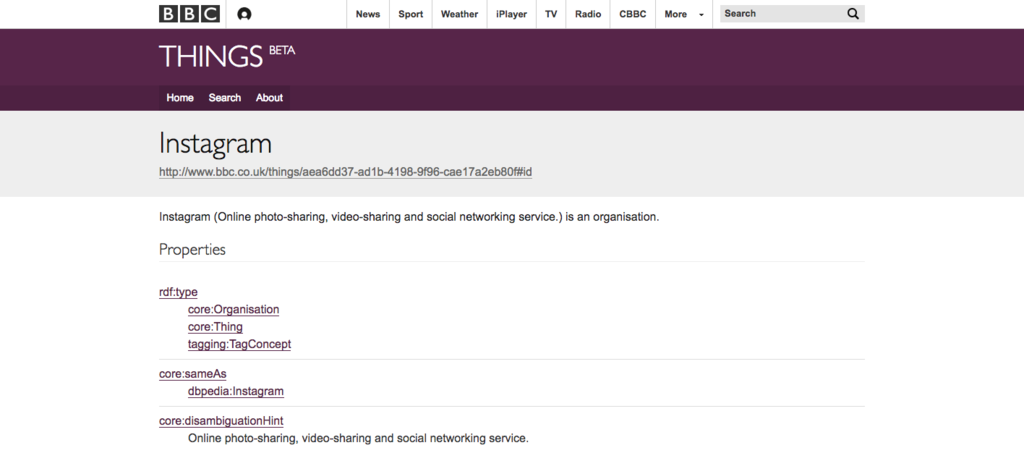 BBC News Sport Weather iPlayer TV Radio CBBC More Search
THINGS BETA
Home Search About
Instagram
http://www.bbc.co.uk/things/aea6dd37-ad1b-4198-9f96-cae17a2eb80f#id
Instagram (Online photo-sharing, video-sharing and social networking service.) is an organisation.
Properties
rdf:type
core:Organisation
core:Thing
tagging:TagConcept
core:sameAs
dbpedia:Instagram
core:disambiguationHint
Online photo-sharing, video-sharing and social networking service.